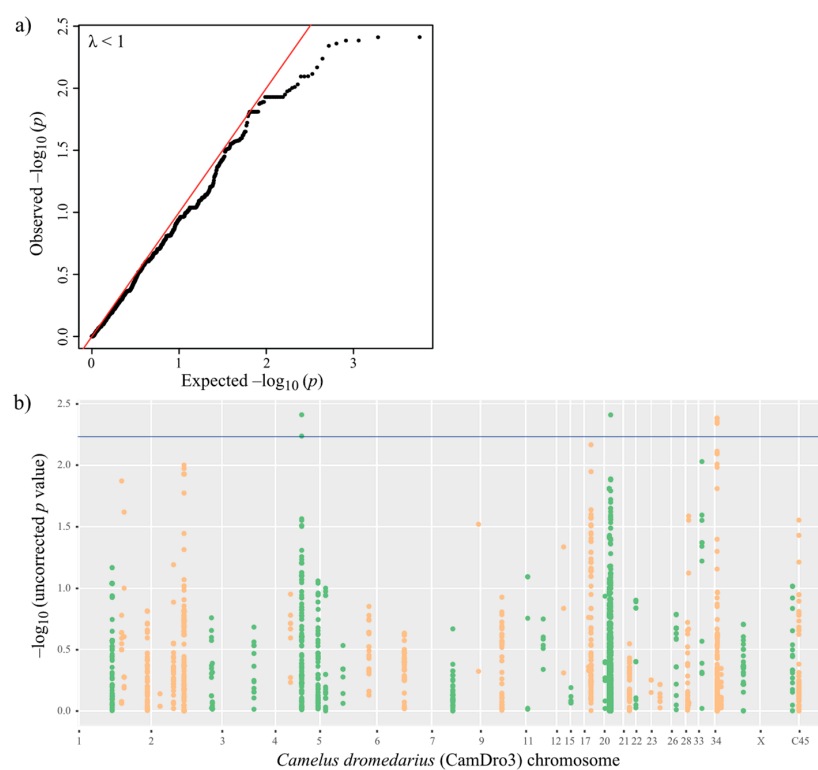 a)
λ < 1
2.5
2.0
1.5
1.0
0.5
0.0
Observed –log10 (p)
0 1 2 3
Expected –log10 (p)
b)
2.5
2.0
1.5
1.0
0.5
0.0
–log10 (uncorrected p value)
1 2 3 4 5 6 7 9 11 12 15 17 20 21 22 23 26 28 33 34 X C45
Camelus dromedarius (CamDro3) chromosome